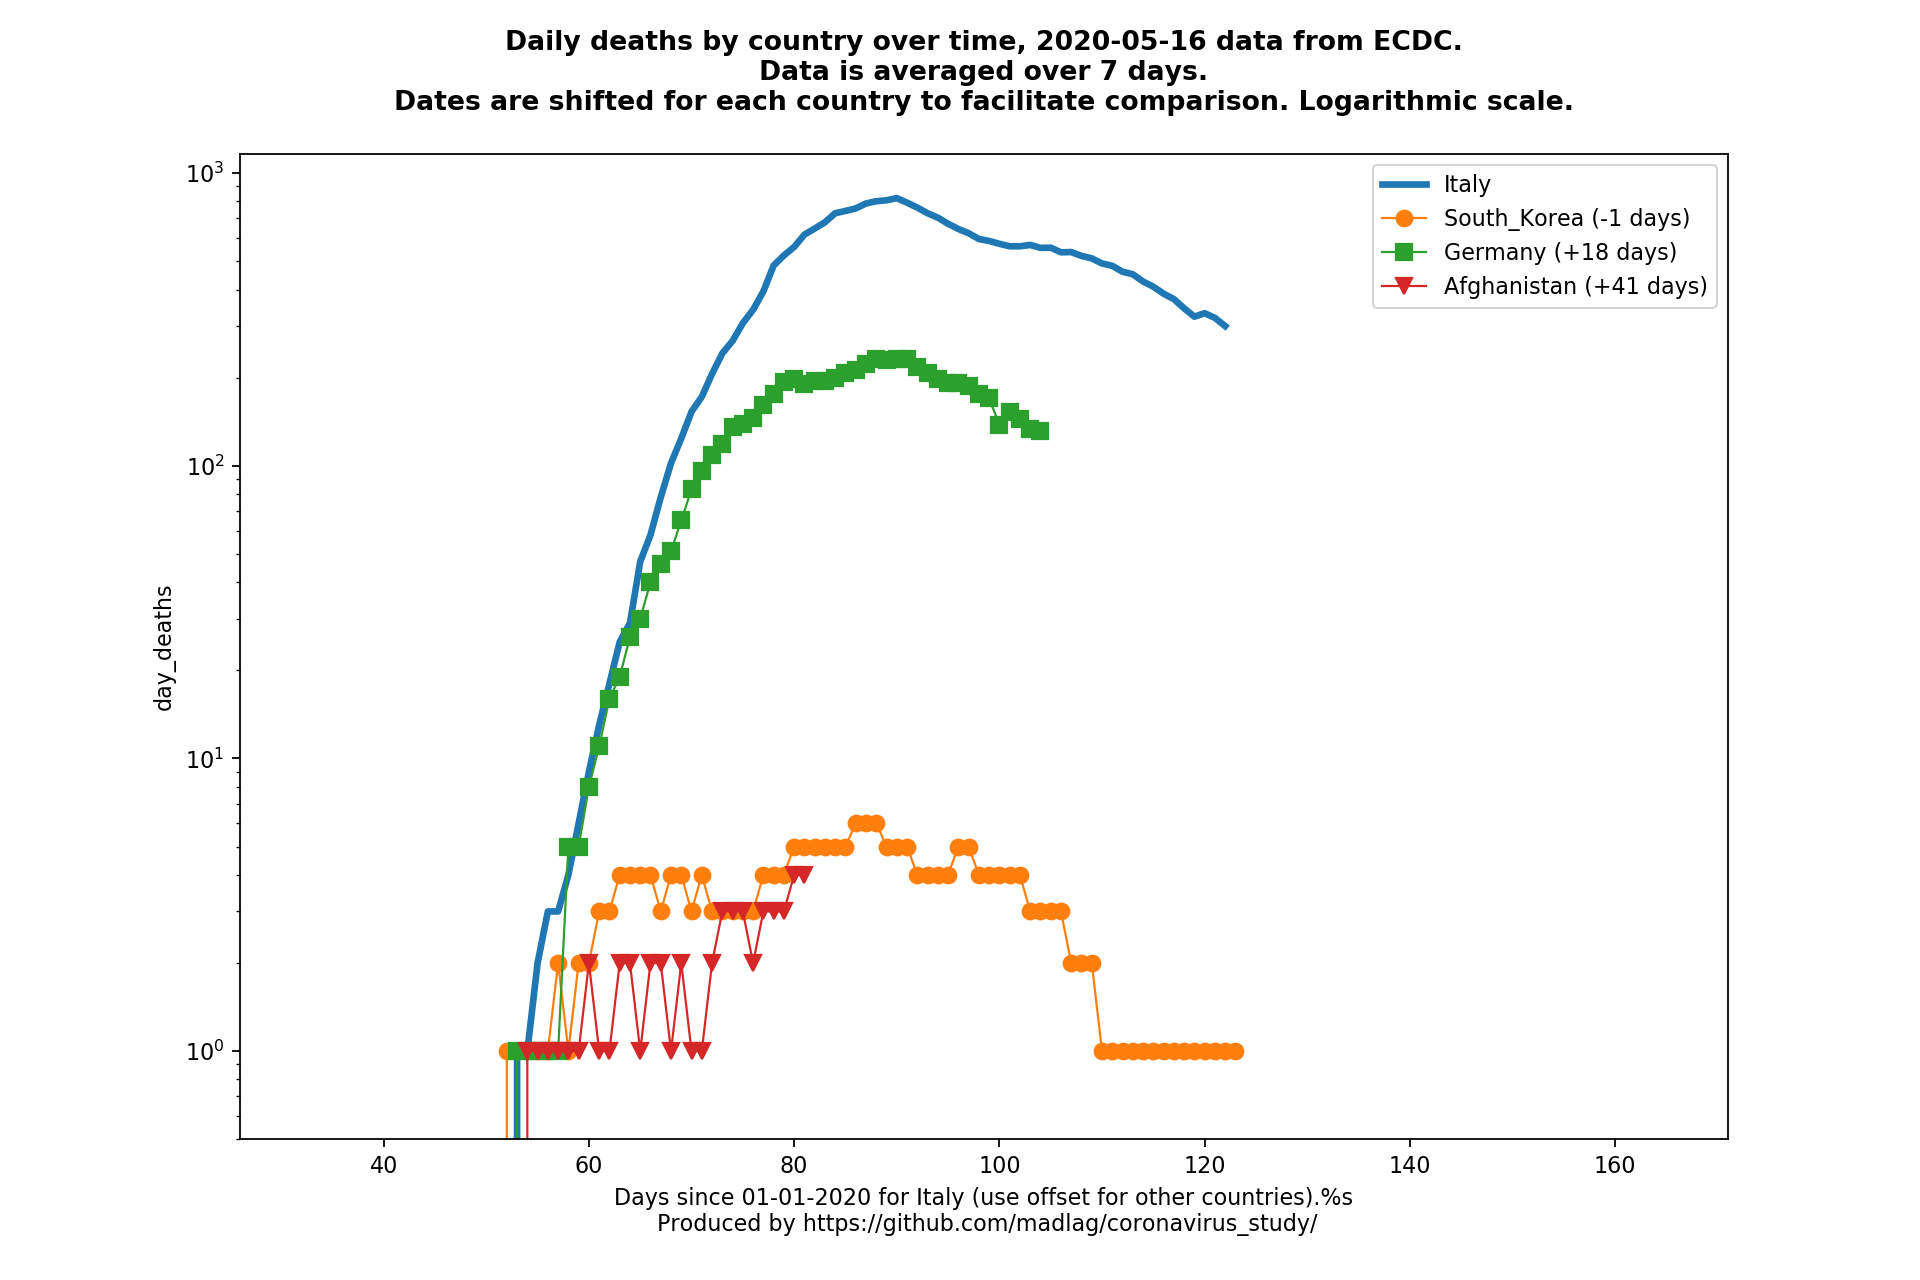 Daily deaths by country over time, 2020-05-16 data from ECDC.
Data is averaged over 7 days.
Dates are shifted for each country to facilitate comparison. Logarithmic scale.
10³
10²
10¹
10⁰
day_deaths
Italy
South_Korea (-1 days)
Germany (+18 days)
Afghanistan (+41 days)
40 60 80 100 120 140 160
Days since 01-01-2020 for Italy (use offset for other countries).%s
Produced by https://github.com/madlag/coronavirus_study/